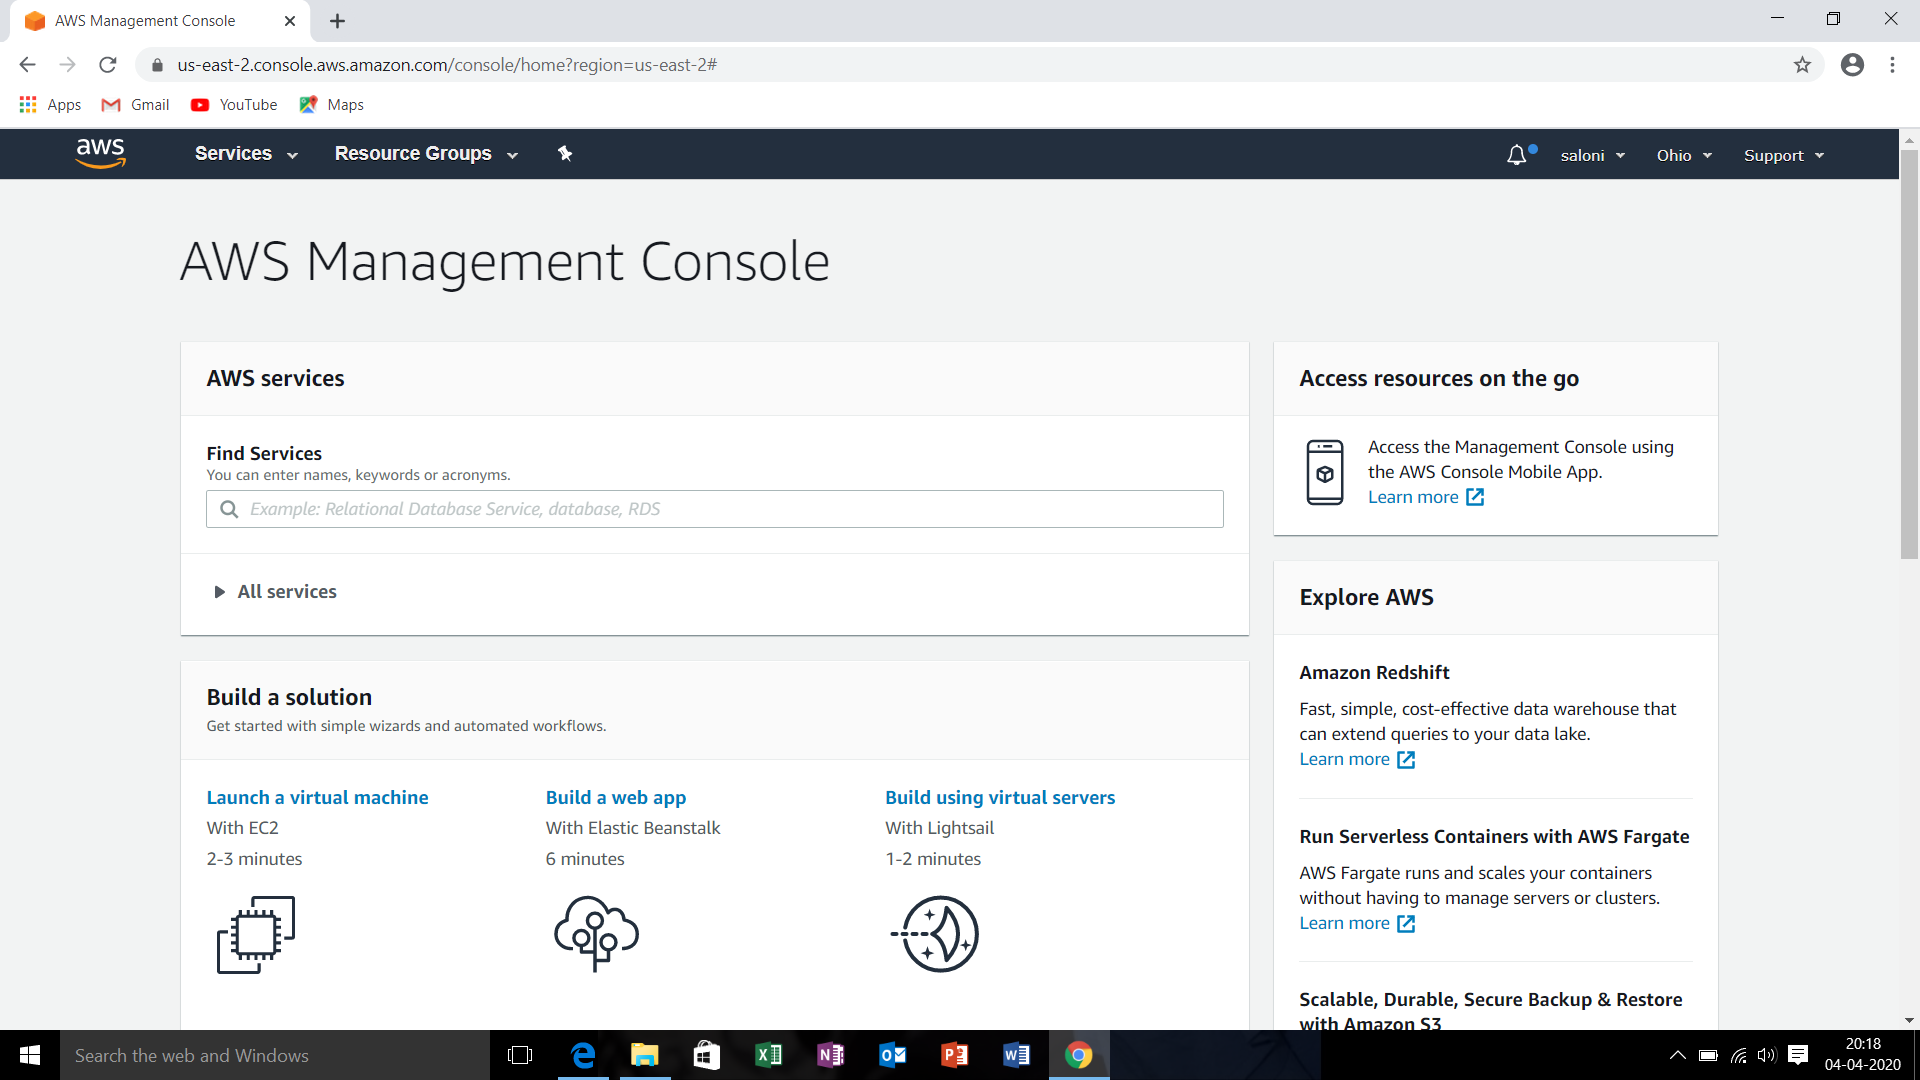 AWS Management Console
us-east-2.console.aws.amazon.com/console/home?region=us-east-2#
Apps Gmail YouTube Maps
aws Services Resource Groups saloni Ohio Support
AWS Management Console
AWS services
Find Services
You can enter names, keywords or acronyms.
Example: Relational Database Service, database, RDS
All services
Build a solution
Get started with simple wizards and automated workflows.
Launch a virtual machine
With EC2
2-3 minutes
Build a web app
With Elastic Beanstalk
6 minutes
Build using virtual servers
With Lightsail
1-2 minutes
Access resources on the go
Access the Management Console using
the AWS Console Mobile App.
Learn more
Explore AWS
Amazon Redshift
Fast, simple, cost-effective data warehouse that
can extend queries to your data lake.
Learn more
Run Serverless Containers with AWS Fargate
AWS Fargate runs and scales your containers
without having to manage servers or clusters.
Learn more
Scalable, Durable, Secure Backup & Restore
with Amazon S3
Search the web and Windows
20:18
04-04-2020